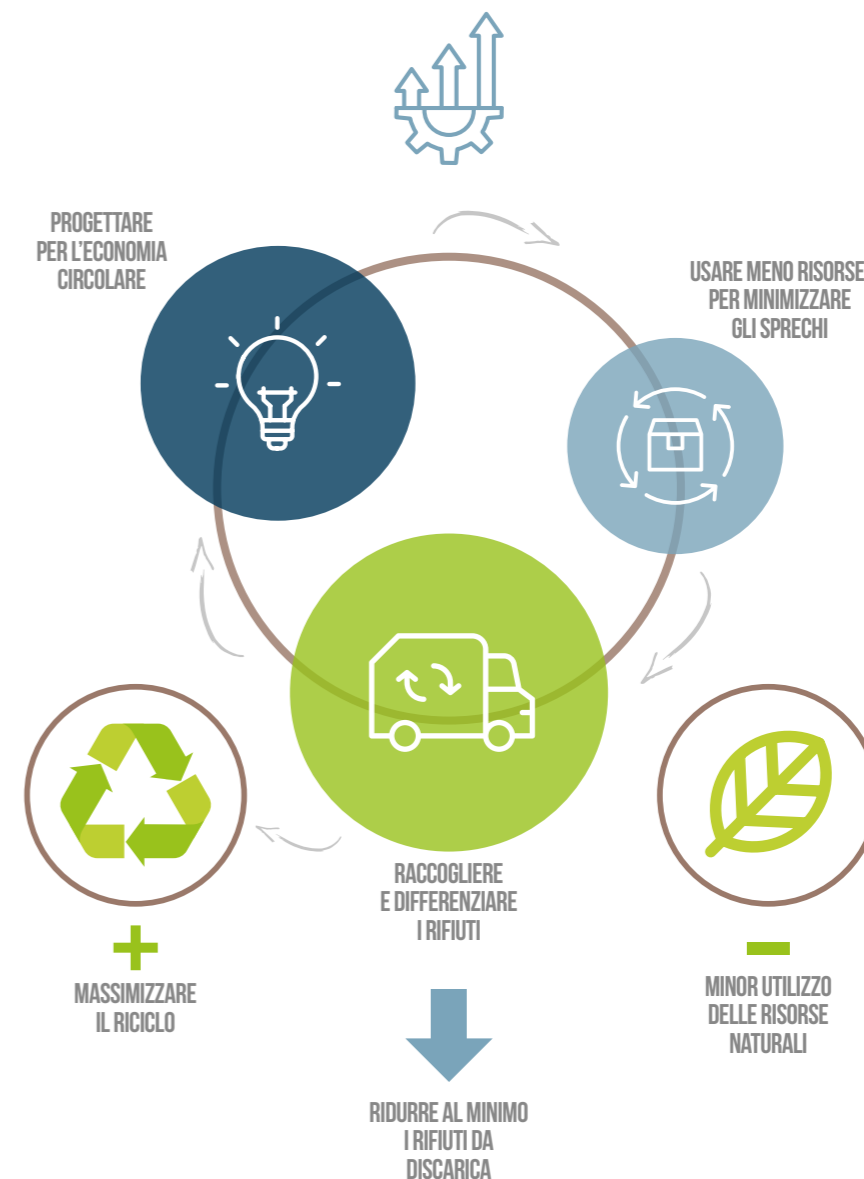 PROGETTARE
PER L'ECONOMIA
CIRCOLARE
USARE MENO RISORSE
PER MINIMIZZARE
GLI SPRECHI
RACCOGLIERE
E DIFFERENZIARE
I RIFIUTI
+
MASSIMIZZARE
IL RICICLO
-
MINOR UTILIZZO
DELLE RISORSE
NATURALI
RIDURRE AL MINIMO
I RIFIUTI DA
DISCARICA